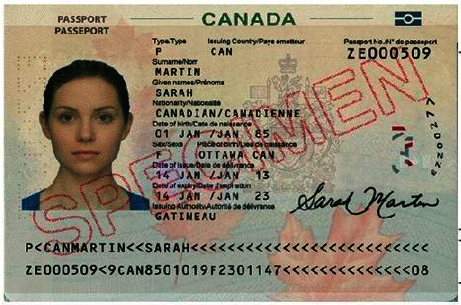 PASSPORT
PASSEPORT
CANADA
Type/Type Issuing Country/Pays émetteur Passport No./N° de passeport
P CAN ZE000509
Surname/Nom
MARTIN
Given names/Prénoms
SARAH
Nationality/Nationalité
CANADIAN/CANADIENNE
Date of birth/Date de naissance
01 JAN /JAN 85
Sex/Sexe Place of birth/Lieu de naissance
F OTTAWA CAN
Date of issue/Date de délivrance
14 JAN /JAN 13
Date of expiry/Date d'expiration
14 JAN /JAN 23
Issuing Authority/Autorité de délivrance
GATINEAU
SPECIMEN
Sarah Martin
P<CANMARTIN<<SARAH<<<<<<<<<<<<<<<<<<<<<<<<<<
ZE000509<9CAN8501019F2301147<<<<<<<<<<<<<<08